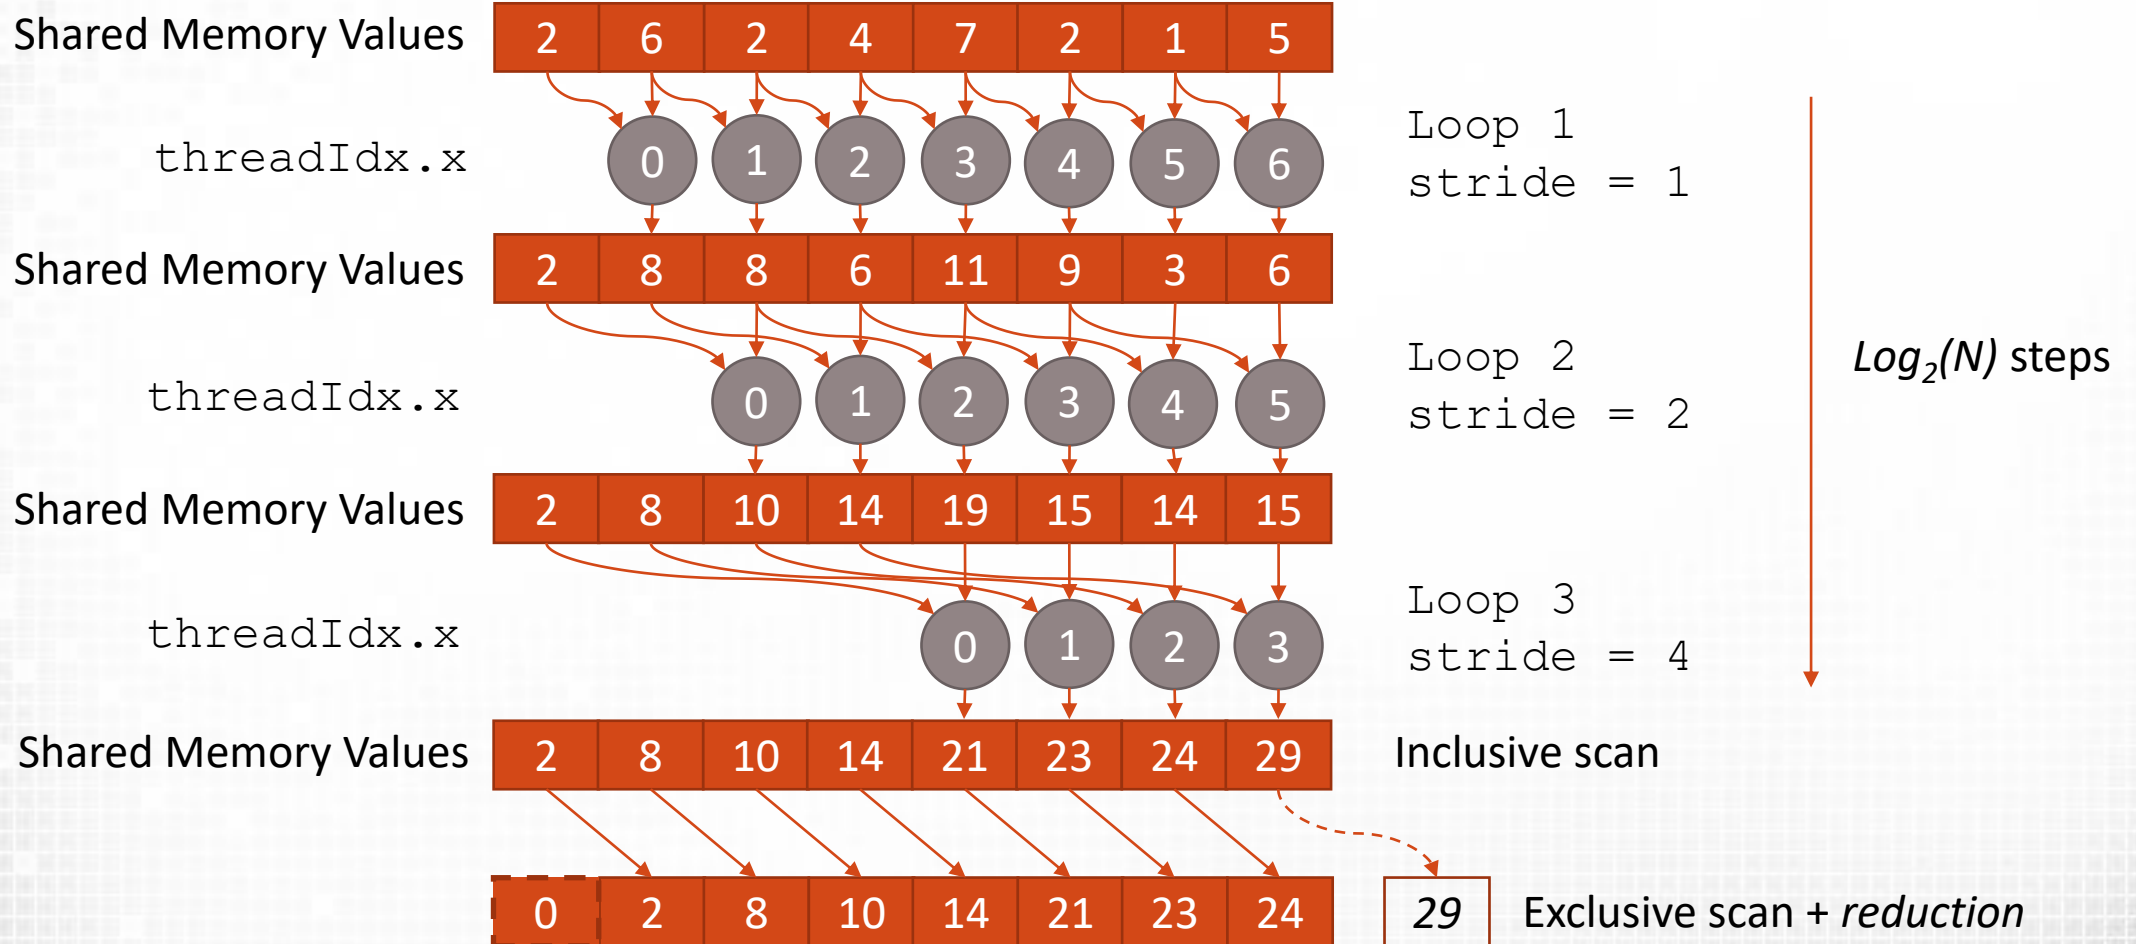 Shared Memory Values 2 6 2 4 7 2 1 5
threadIdx.x 0 1 2 3 4 5 6
Loop 1
stride = 1
Shared Memory Values 2 8 8 6 11 9 3 6
threadIdx.x 0 1 2 3 4 5
Loop 2
stride = 2
Log2(N) steps
Shared Memory Values 2 8 10 14 19 15 14 15
threadIdx.x 0 1 2 3
Loop 3
stride = 4
Shared Memory Values 2 8 10 14 21 23 24 29 Inclusive scan
0 2 8 10 14 21 23 24 29 Exclusive scan + reduction